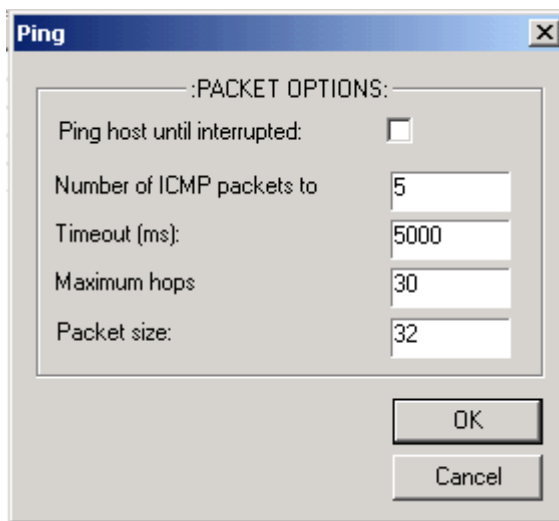 Ping
:PACKET OPTIONS:
Ping host until interrupted:
Number of ICMP packets to 5
Timeout (ms): 5000
Maximum hops 30
Packet size: 32
OK
Cancel